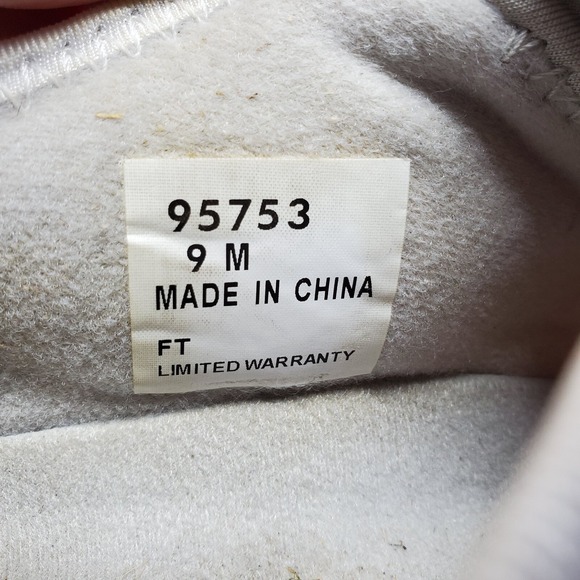 95753
9 M
MADE IN CHINA
FT
LIMITED WARRANTY